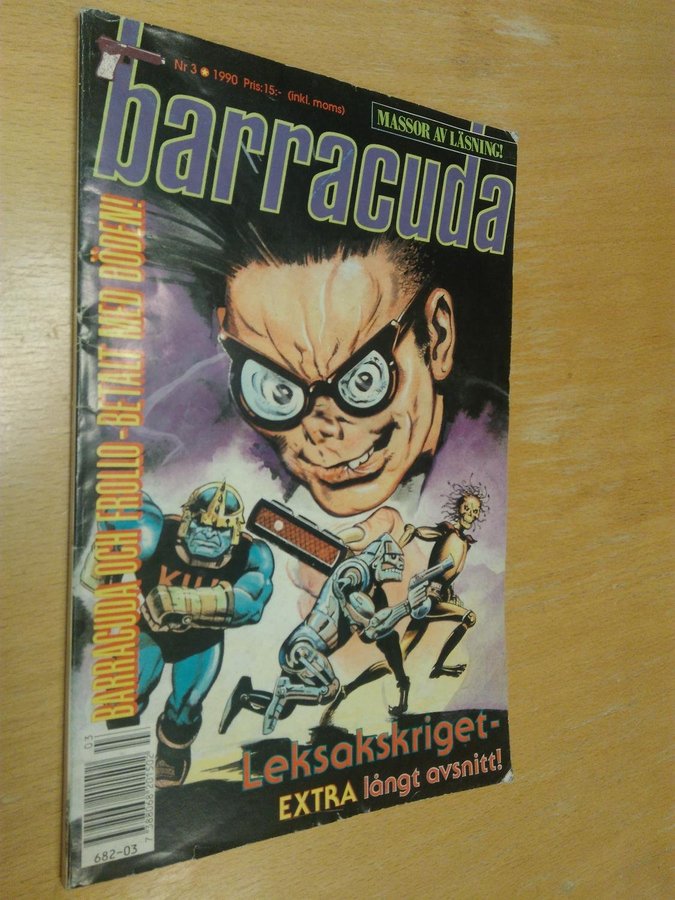 Nr 3 1990 Pris:15:- (inkl. moms)
MASSOR AV LÄSNING!
barracuda
BARRACUDA OCH FROLLO - BETALT MED DÖDEN!
KILL
Leksakskriget-
EXTRA långt avsnitt!
03
682-03